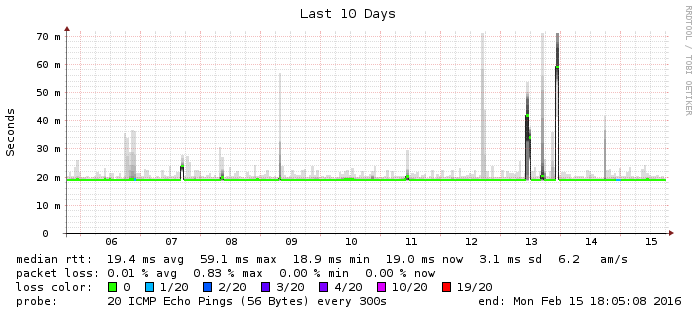 Last 10 Days
RRDTOOL / TOBI OETIKER
Seconds
70 m
60 m
50 m
40 m
30 m
20 m
10 m
0
06 07 08 09 10 11 12 13 14 15
median rtt: 19.4 ms avg 59.1 ms max 18.9 ms min 19.0 ms now 3.1 ms sd 6.2 am/s
packet loss: 0.01 % avg 0.83 % max 0.00 % min 0.00 % now
loss color: 0 1/20 2/20 3/20 4/20 10/20 19/20
probe: 20 ICMP Echo Pings (56 Bytes) every 300s end: Mon Feb 15 18:05:08 2016